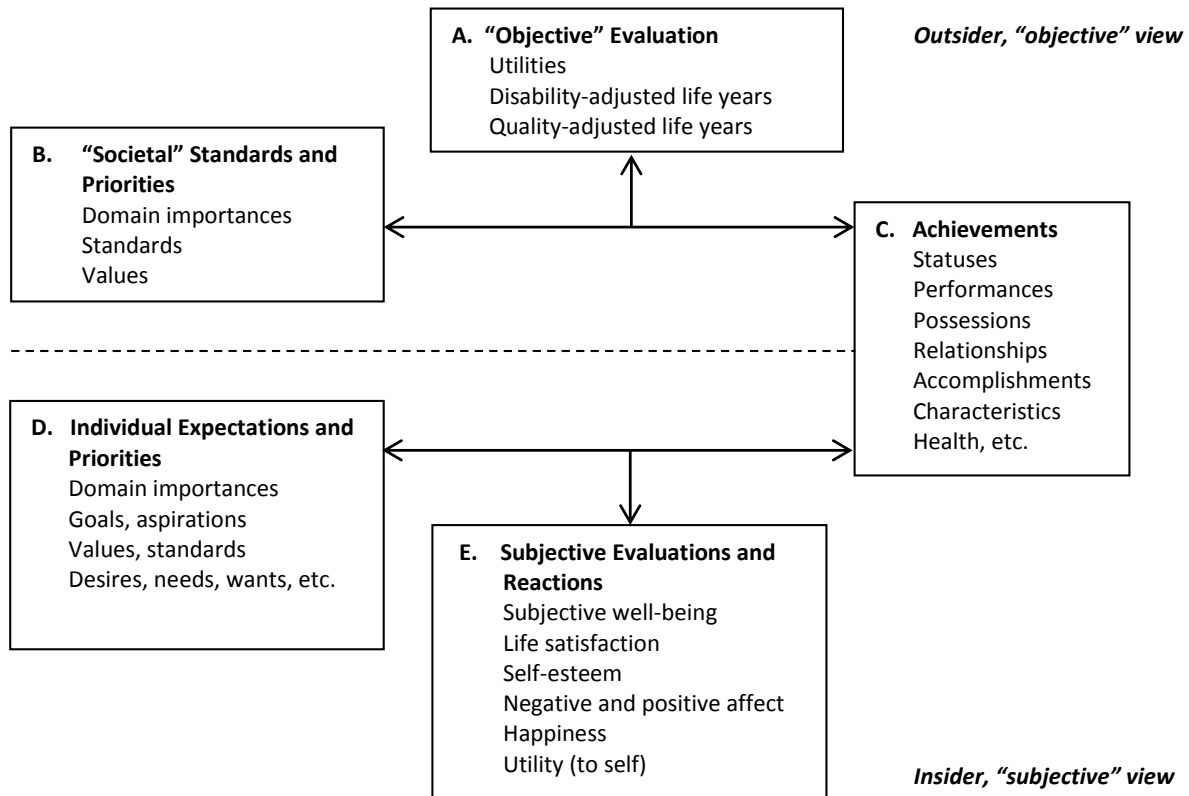 A. “Objective” Evaluation
Utilities
Disability-adjusted life years
Quality-adjusted life years
Outsider, “objective” view
B. “Societal” Standards and
Priorities
Domain importances
Standards
Values
C. Achievements
Statuses
Performances
Possessions
Relationships
Accomplishments
Characteristics
Health, etc.
D. Individual Expectations and
Priorities
Domain importances
Goals, aspirations
Values, standards
Desires, needs, wants, etc.
E. Subjective Evaluations and
Reactions
Subjective well-being
Life satisfaction
Self-esteem
Negative and positive affect
Happiness
Utility (to self)
Insider, “subjective” view